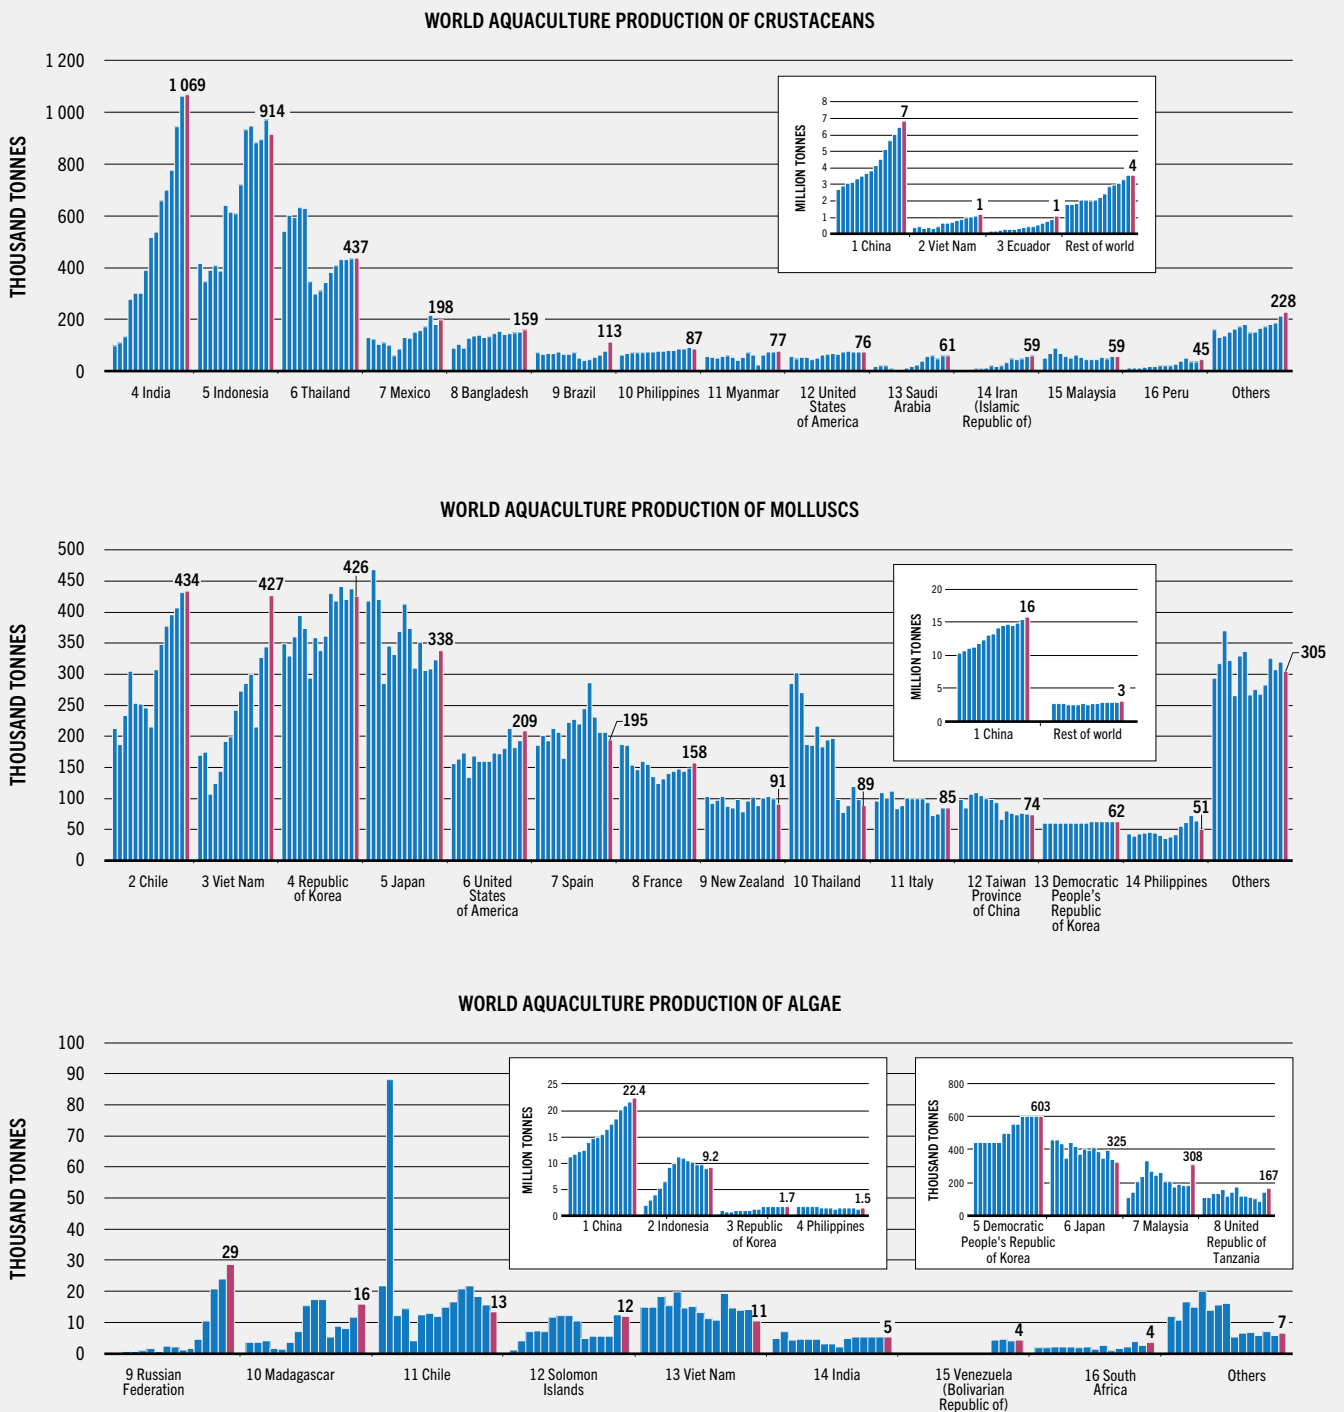 WORLD AQUACULTURE PRODUCTION OF CRUSTACEANS
THOUSAND TONNES
1 200
1 000
800
600
400
200
0
1 069
914
437
198
159
113
87
77
76
61
59
59
45
228
4 India
5 Indonesia
6 Thailand
7 Mexico
8 Bangladesh
9 Brazil
10 Philippines
11 Myanmar
12 United
States
of America
13 Saudi
Arabia
14 Iran
(Islamic
Republic of)
15 Malaysia
16 Peru
Others
MILLION TONNES
8
7
6
5
4
3
2
1
0
7
1
1
4
1 China
2 Viet Nam
3 Ecuador
Rest of world
WORLD AQUACULTURE PRODUCTION OF MOLLUSCS
THOUSAND TONNES
500
450
400
350
300
250
200
150
100
50
0
434
427
426
338
209
195
158
91
89
85
74
62
51
305
2 Chile
3 Viet Nam
4 Republic
of Korea
5 Japan
6 United
States
of America
7 Spain
8 France
9 New Zealand
10 Thailand
11 Italy
12 Taiwan
Province
of China
13 Democratic
People's
Republic
of Korea
14 Philippines
Others
MILLION TONNES
20
15
10
5
0
16
3
1 China
Rest of world
WORLD AQUACULTURE PRODUCTION OF ALGAE
THOUSAND TONNES
100
90
80
70
60
50
40
30
20
10
0
29
16
13
12
11
5
4
4
7
9 Russian
Federation
10 Madagascar
11 Chile
12 Solomon
Islands
13 Viet Nam
14 India
15 Venezuela
(Bolivarian
Republic of)
16 South
Africa
Others
MILLION TONNES
25
20
15
10
5
0
22.4
9.2
1.7
1.5
1 China
2 Indonesia
3 Republic
of Korea
4 Philippines
THOUSAND TONNES
800
600
400
200
0
603
325
308
167
5 Democratic
People's Republic
of Korea
6 Japan
7 Malaysia
8 United
Republic of
Tanzania